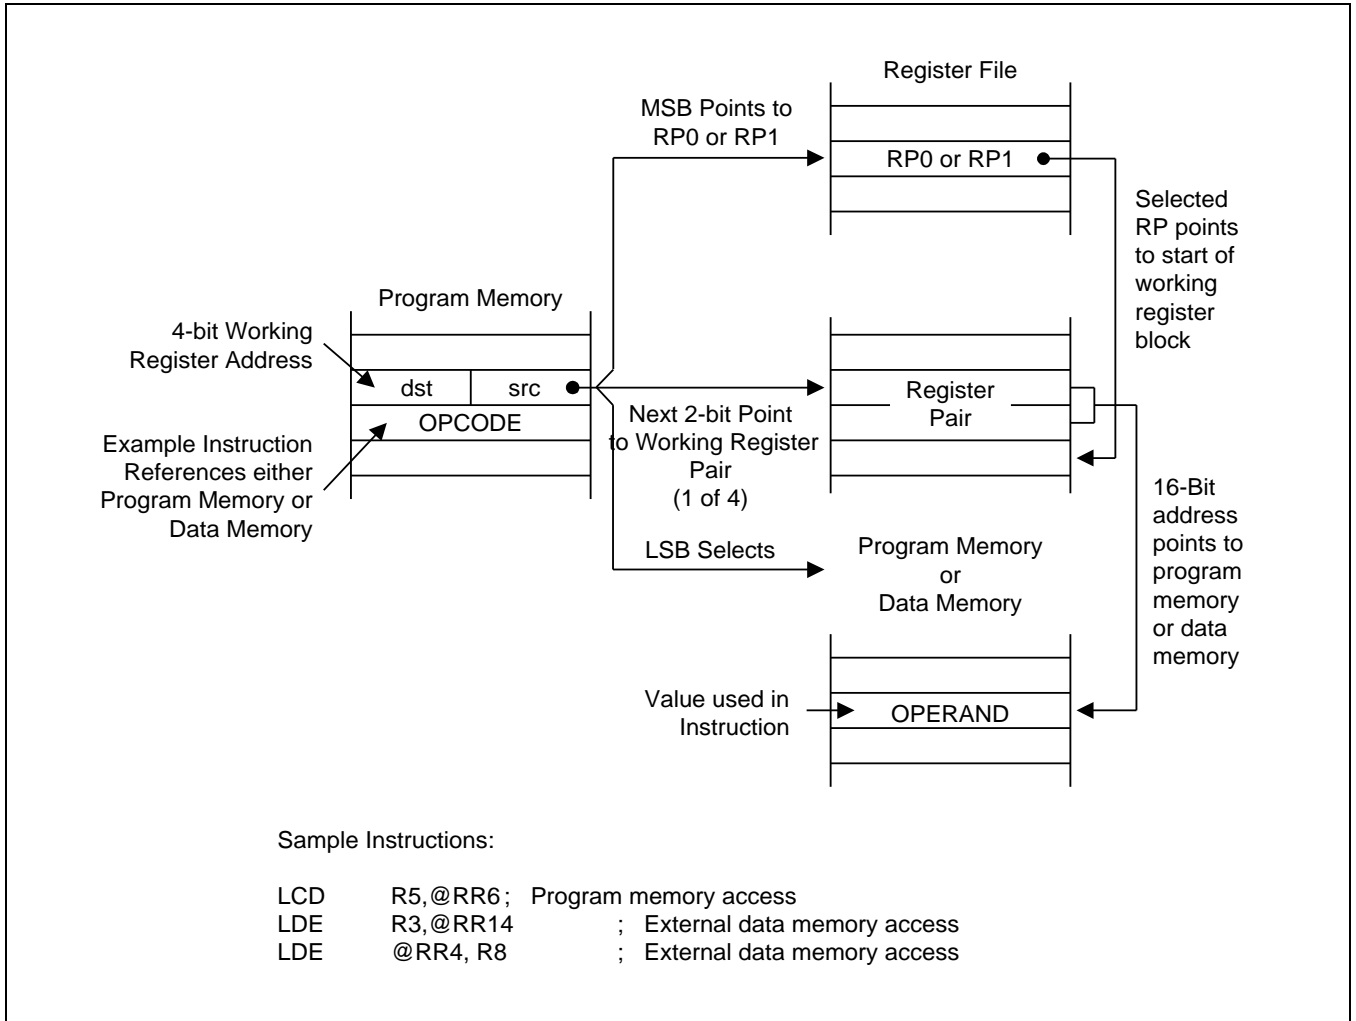 Register File
MSB Points to
RP0 or RP1
RP0 or RP1
Selected
RP points
to start of
working
register
block
Program Memory
4-bit Working
Register Address
dst src
OPCODE
Example Instruction
References either
Program Memory or
Data Memory
Next 2-bit Point
to Working Register
Pair
(1 of 4)
Register
Pair
LSB Selects
Program Memory
or
Data Memory
16-Bit
address
points to
program
memory
or data
memory
Value used in
Instruction
OPERAND
Sample Instructions:
LCD R5,@RR6 ; Program memory access
LDE R3,@RR14 ; External data memory access
LDE @RR4, R8 ; External data memory access